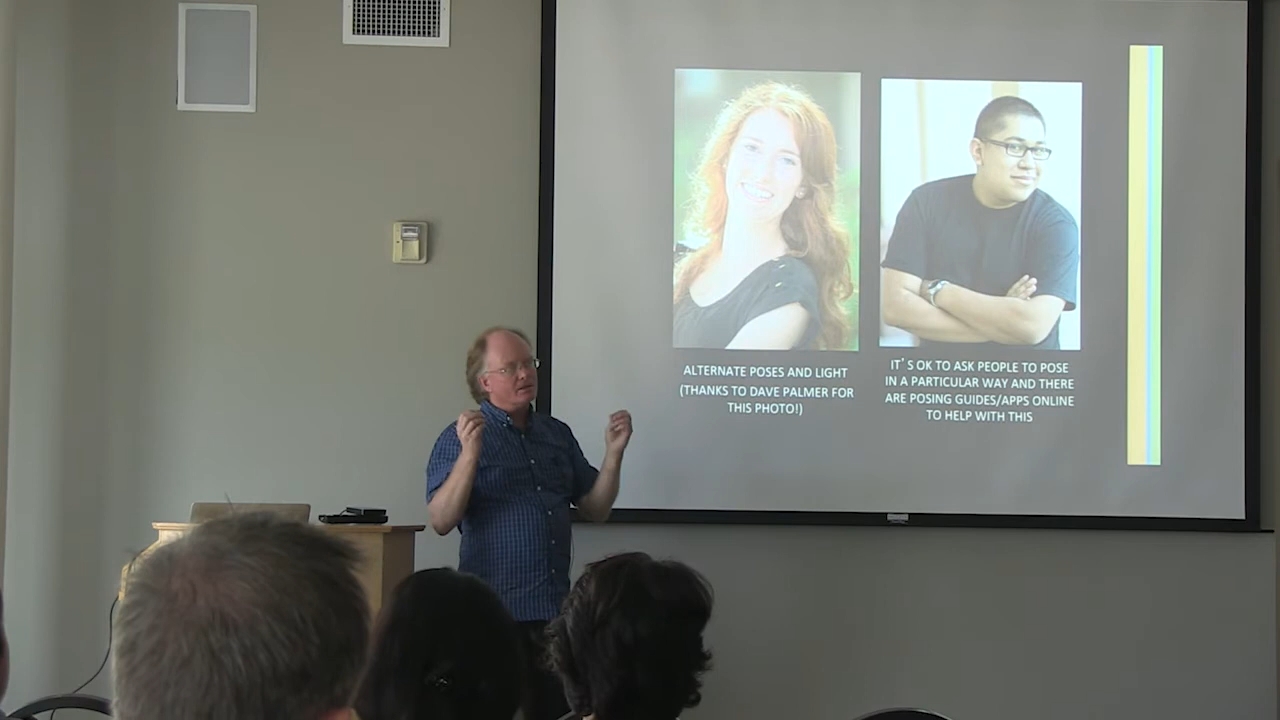 ALTERNATE POSES AND LIGHT
(THANKS TO DAVE PALMER FOR
THIS PHOTO!)
IT'S OK TO ASK PEOPLE TO POSE
IN A PARTICULAR WAY AND THERE
ARE POSING GUIDES/APPS ONLINE
TO HELP WITH THIS